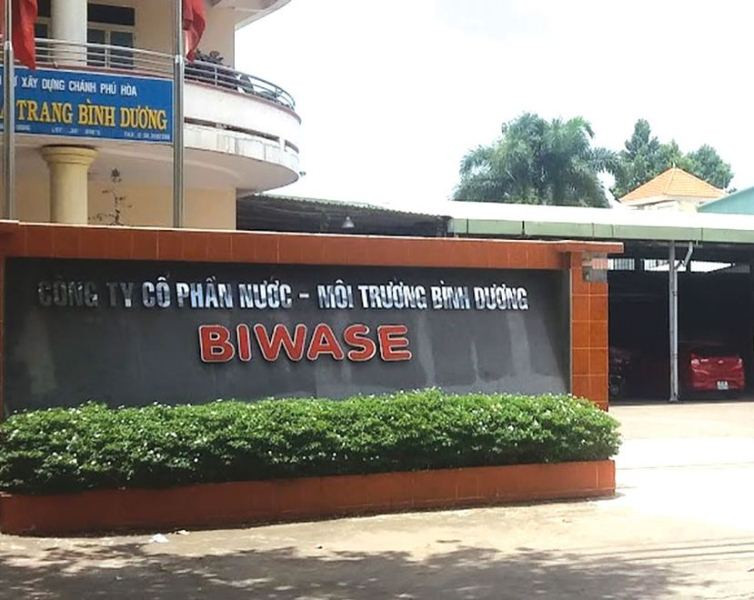 XÂY DỰNG CHÁNH PHÚ HÒA
TRANG BÌNH DƯƠNG
CÔNG TY CỔ PHẦN NƯỚC - MÔI TRƯỜNG BÌNH DƯƠNG
BIWASE